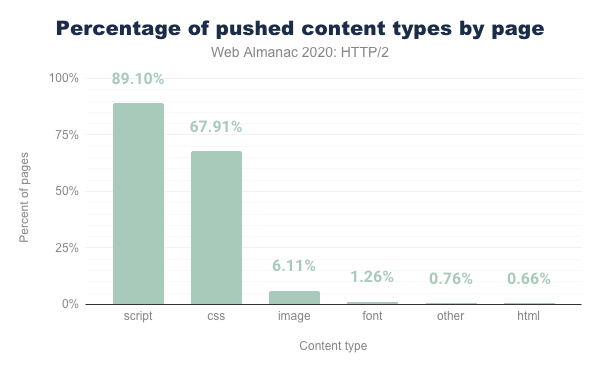 Percentage of pushed content types by page
Web Almanac 2020: HTTP/2
100%
75%
50%
25%
0%
Percent of pages
89.10%
67.91%
6.11%
1.26%
0.76%
0.66%
script
css
image
font
other
html
Content type